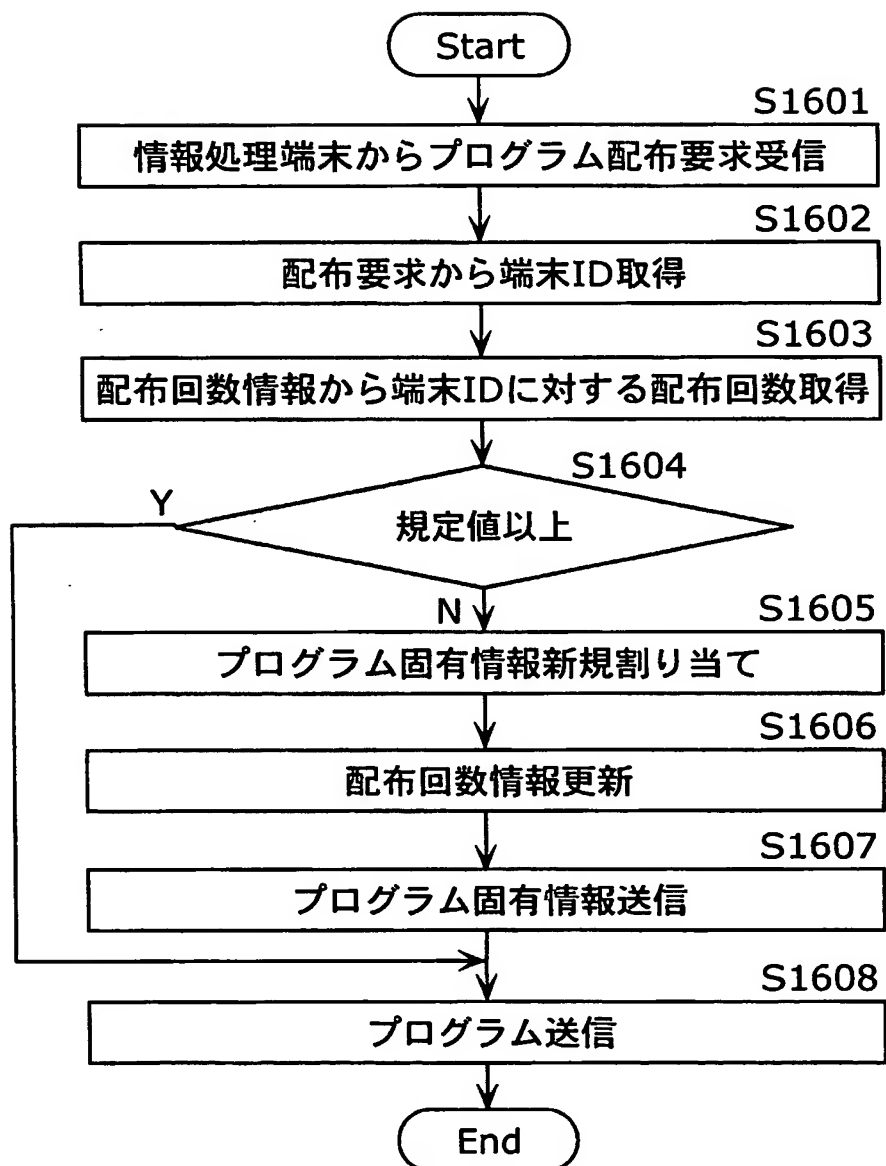 Start
S1601
情報処理端末からプログラム配布要求受信
S1602
配布要求から端末ID取得
S1603
配布回数情報から端末IDに対する配布回数取得
S1604
Y
規定値以上
N
S1605
プログラム固有情報新規割り当て
S1606
配布回数情報更新
S1607
プログラム固有情報送信
S1608
プログラム送信
End